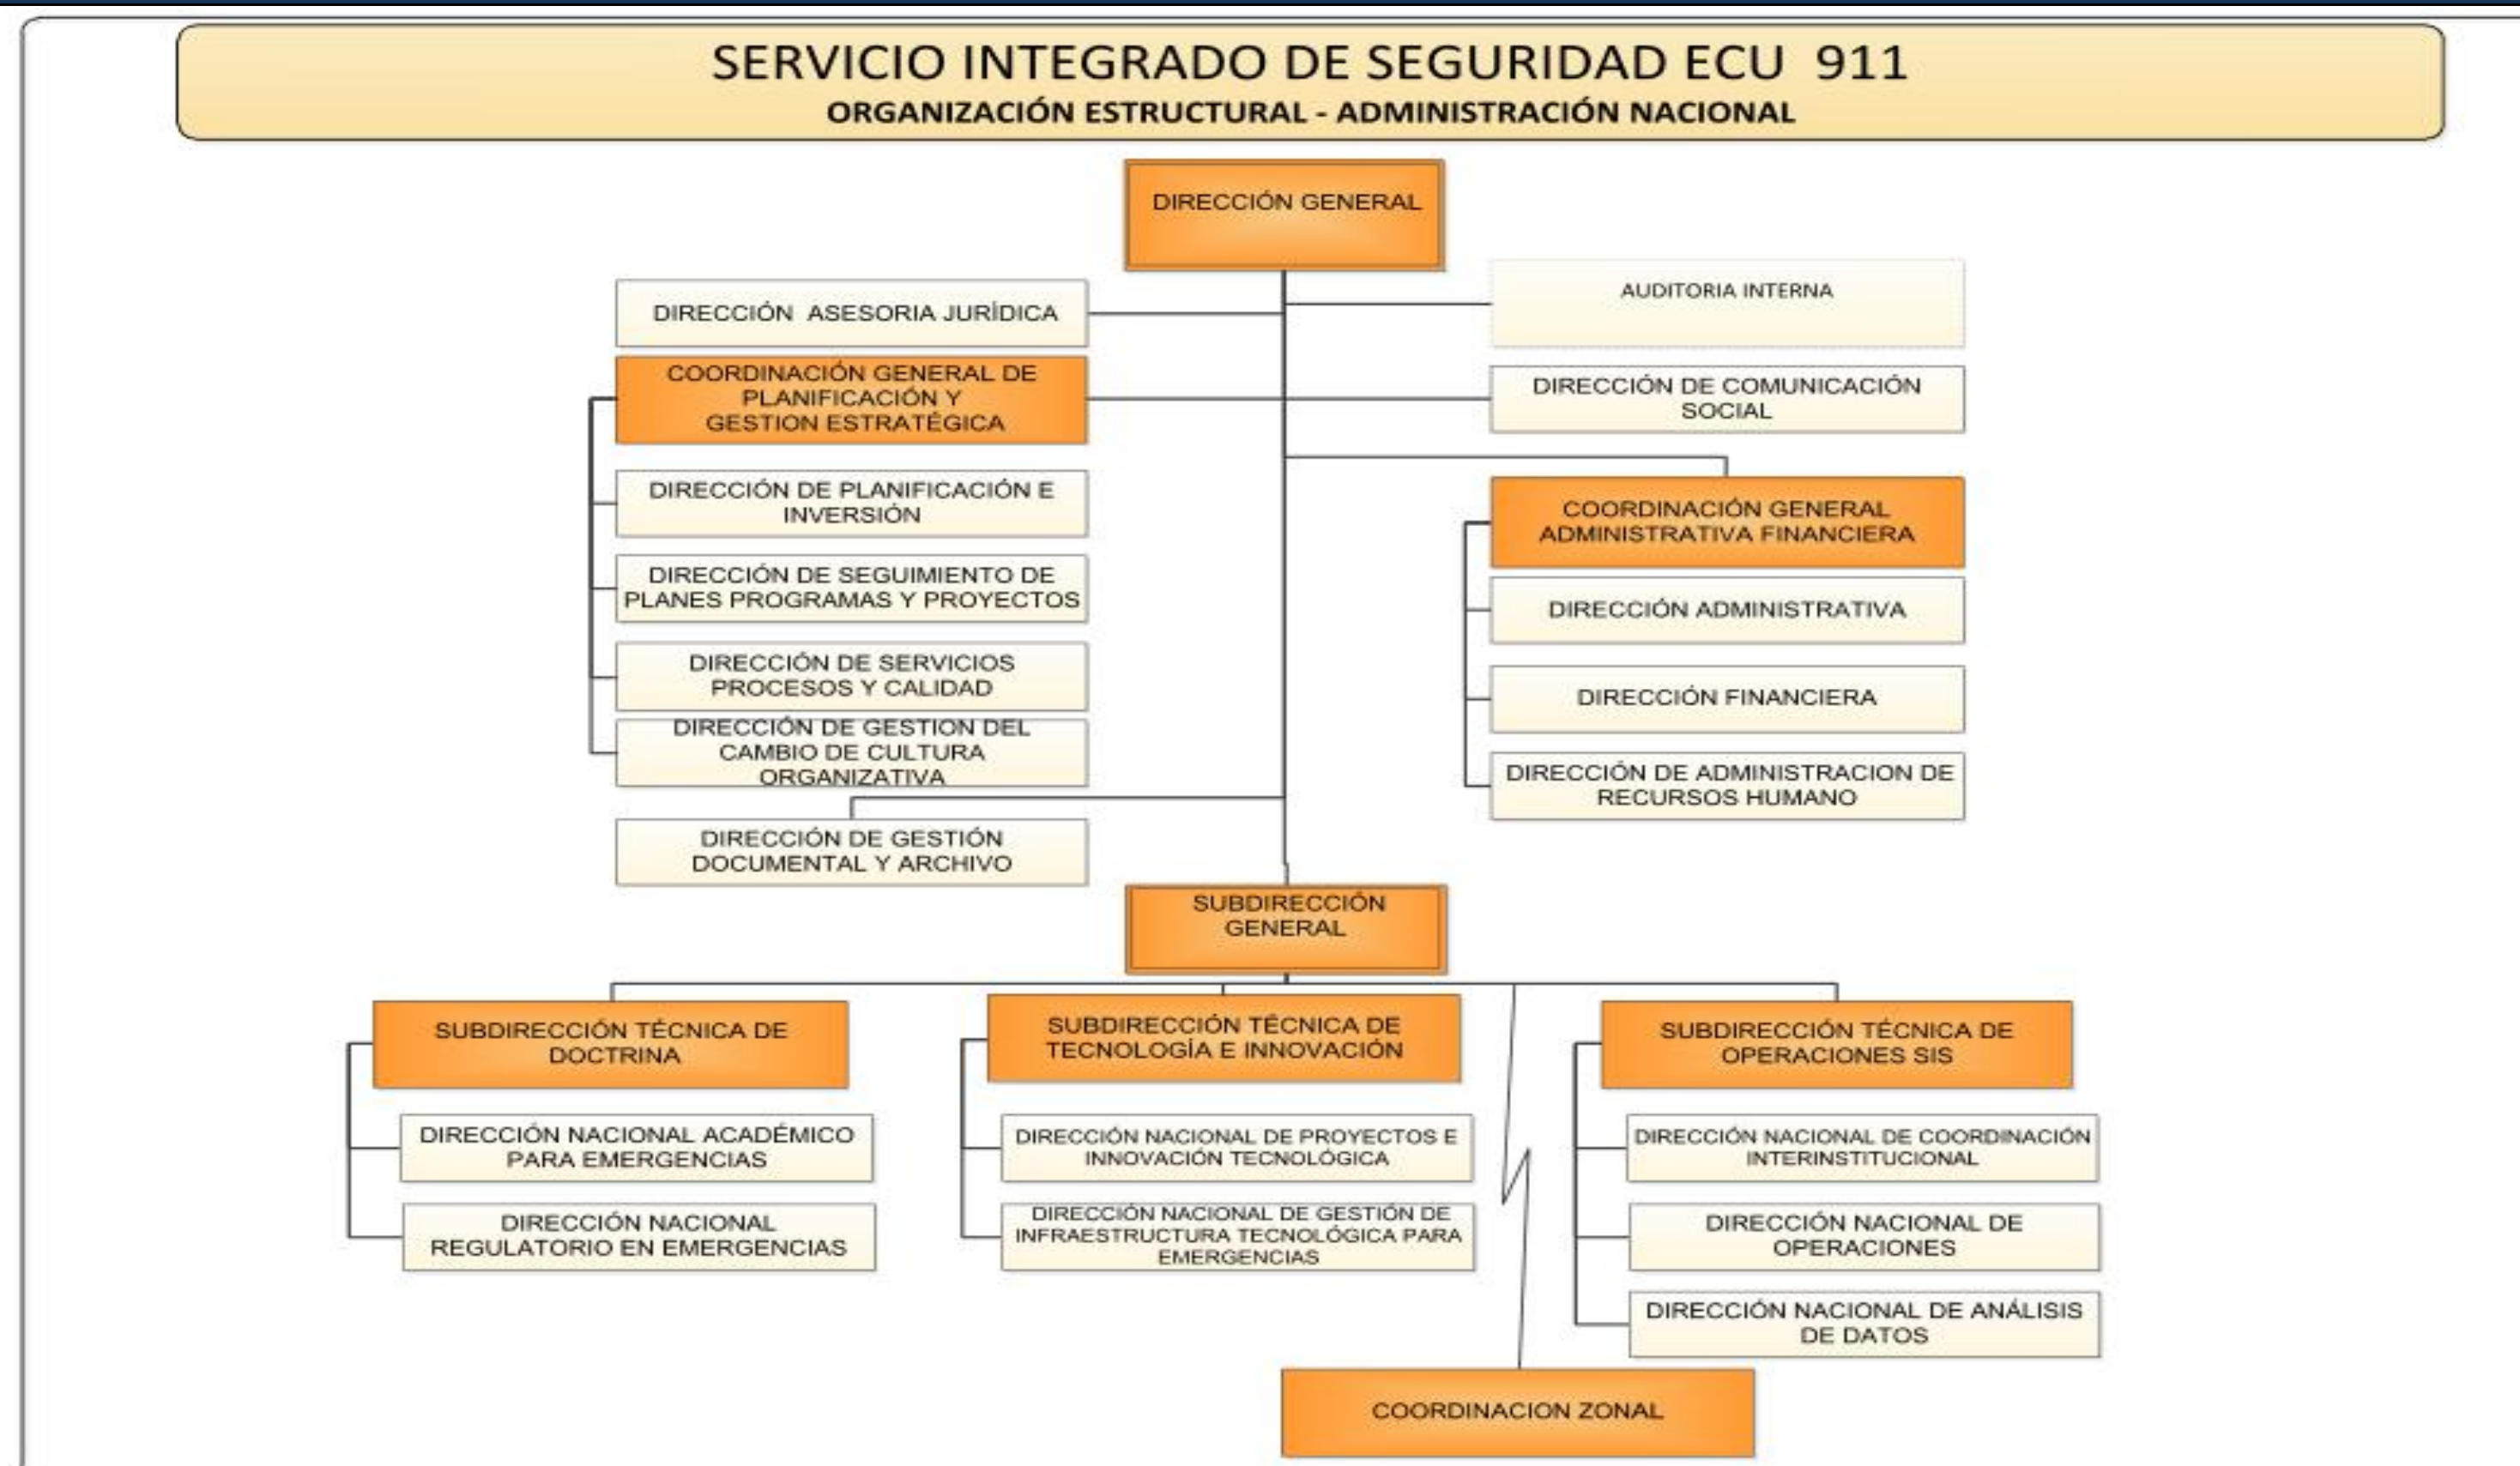 SERVICIO INTEGRADO DE SEGURIDAD ECU 911
ORGANIZACIÓN ESTRUCTURAL - ADMINISTRACIÓN NACIONAL
DIRECCIÓN GENERAL
DIRECCIÓN ASESORIA JURÍDICA
AUDITORIA INTERNA
COORDINACIÓN GENERAL DE
PLANIFICACIÓN Y
GESTION ESTRATÉGICA
DIRECCIÓN DE COMUNICACIÓN
SOCIAL
DIRECCIÓN DE PLANIFICACIÓN E
INVERSIÓN
DIRECCIÓN DE SEGUIMIENTO DE
PLANES PROGRAMAS Y PROYECTOS
DIRECCIÓN DE SERVICIOS
PROCESOS Y CALIDAD
DIRECCIÓN DE GESTION DEL
CAMBIO DE CULTURA
ORGANIZATIVA
COORDINACIÓN GENERAL
ADMINISTRATIVA FINANCIERA
DIRECCIÓN ADMINISTRATIVA
DIRECCIÓN FINANCIERA
DIRECCIÓN DE ADMINISTRACION DE
RECURSOS HUMANO
DIRECCIÓN DE GESTIÓN
DOCUMENTAL Y ARCHIVO
SUBDIRECCIÓN
GENERAL
SUBDIRECCIÓN TÉCNICA DE
DOCTRINA
DIRECCIÓN NACIONAL ACADÉMICO
PARA EMERGENCIAS
DIRECCIÓN NACIONAL
REGULATORIO EN EMERGENCIAS
SUBDIRECCIÓN TÉCNICA DE
TECNOLOGÍA E INNOVACIÓN
DIRECCIÓN NACIONAL DE PROYECTOS E
INNOVACIÓN TECNOLÓGICA
DIRECCIÓN NACIONAL DE GESTIÓN DE
INFRAESTRUCTURA TECNOLÓGICA PARA
EMERGENCIAS
SUBDIRECCIÓN TÉCNICA DE
OPERACIONES SIS
DIRECCIÓN NACIONAL DE COORDINACIÓN
INTERINSTITUCIONAL
DIRECCIÓN NACIONAL DE
OPERACIONES
DIRECCIÓN NACIONAL DE ANÁLISIS
DE DATOS
COORDINACION ZONAL